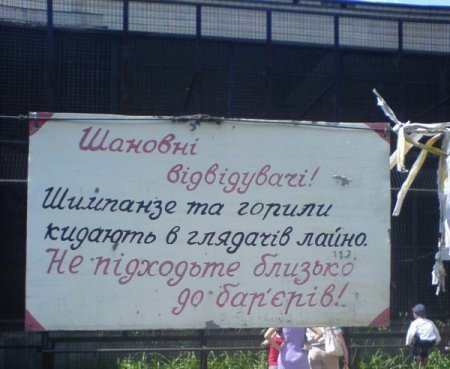 Шановні
відвідувачі!
Шимпанзе та горили
кидають в глядачів лайно.
Не підходьте близько
до бар'єрів!